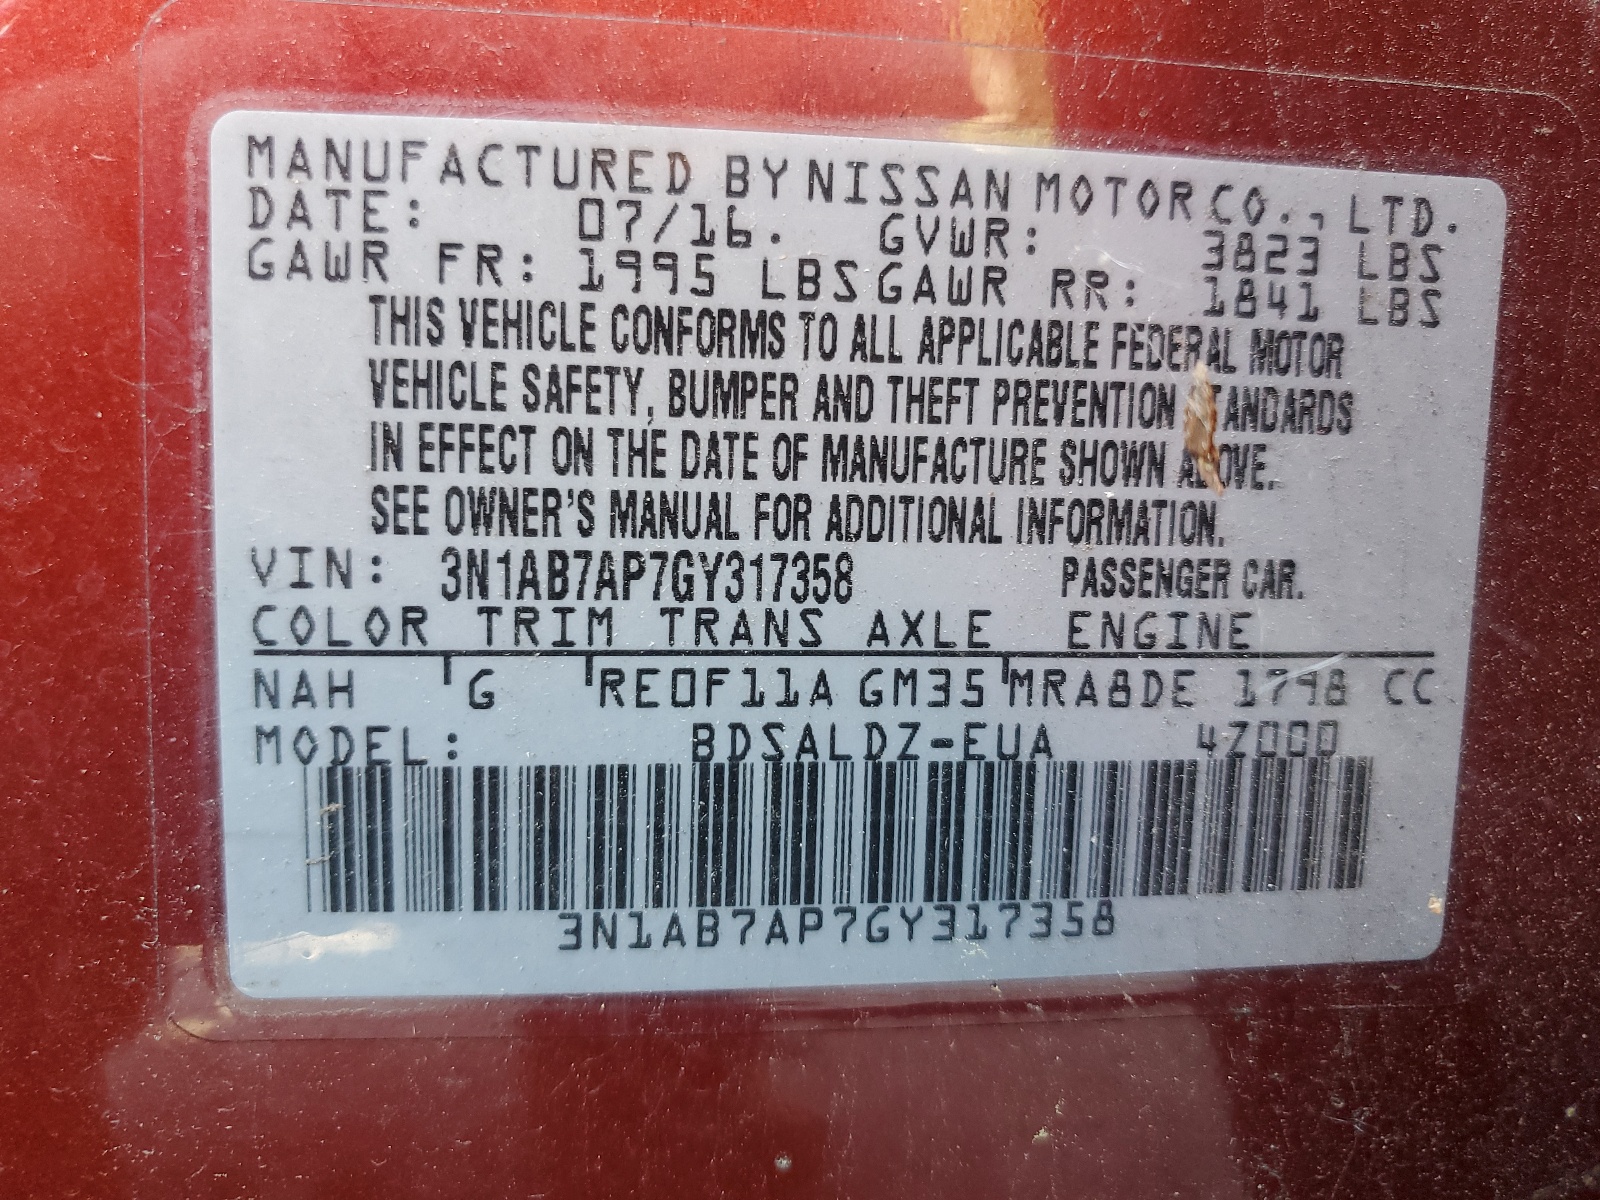 MANUFACTURED BY NISSAN MOTOR CO., LTD.
DATE: 07/16. GVWR: 3823 LBS
GAWR FR: 1995 LBS GAWR RR: 1841 LBS
THIS VEHICLE CONFORMS TO ALL APPLICABLE FEDERAL MOTOR
VEHICLE SAFETY, BUMPER AND THEFT PREVENTION STANDARDS
IN EFFECT ON THE DATE OF MANUFACTURE SHOWN ABOVE.
SEE OWNER'S MANUAL FOR ADDITIONAL INFORMATION.
VIN: 3N1AB7AP7GY317358 PASSENGER CAR.
COLOR TRIM TRANS AXLE ENGINE
NAH G RE0F11A GM35 MRA8DE 1798 CC
MODEL: BDSALDZ-EUA 4Z000
3N1AB7AP7GY317358